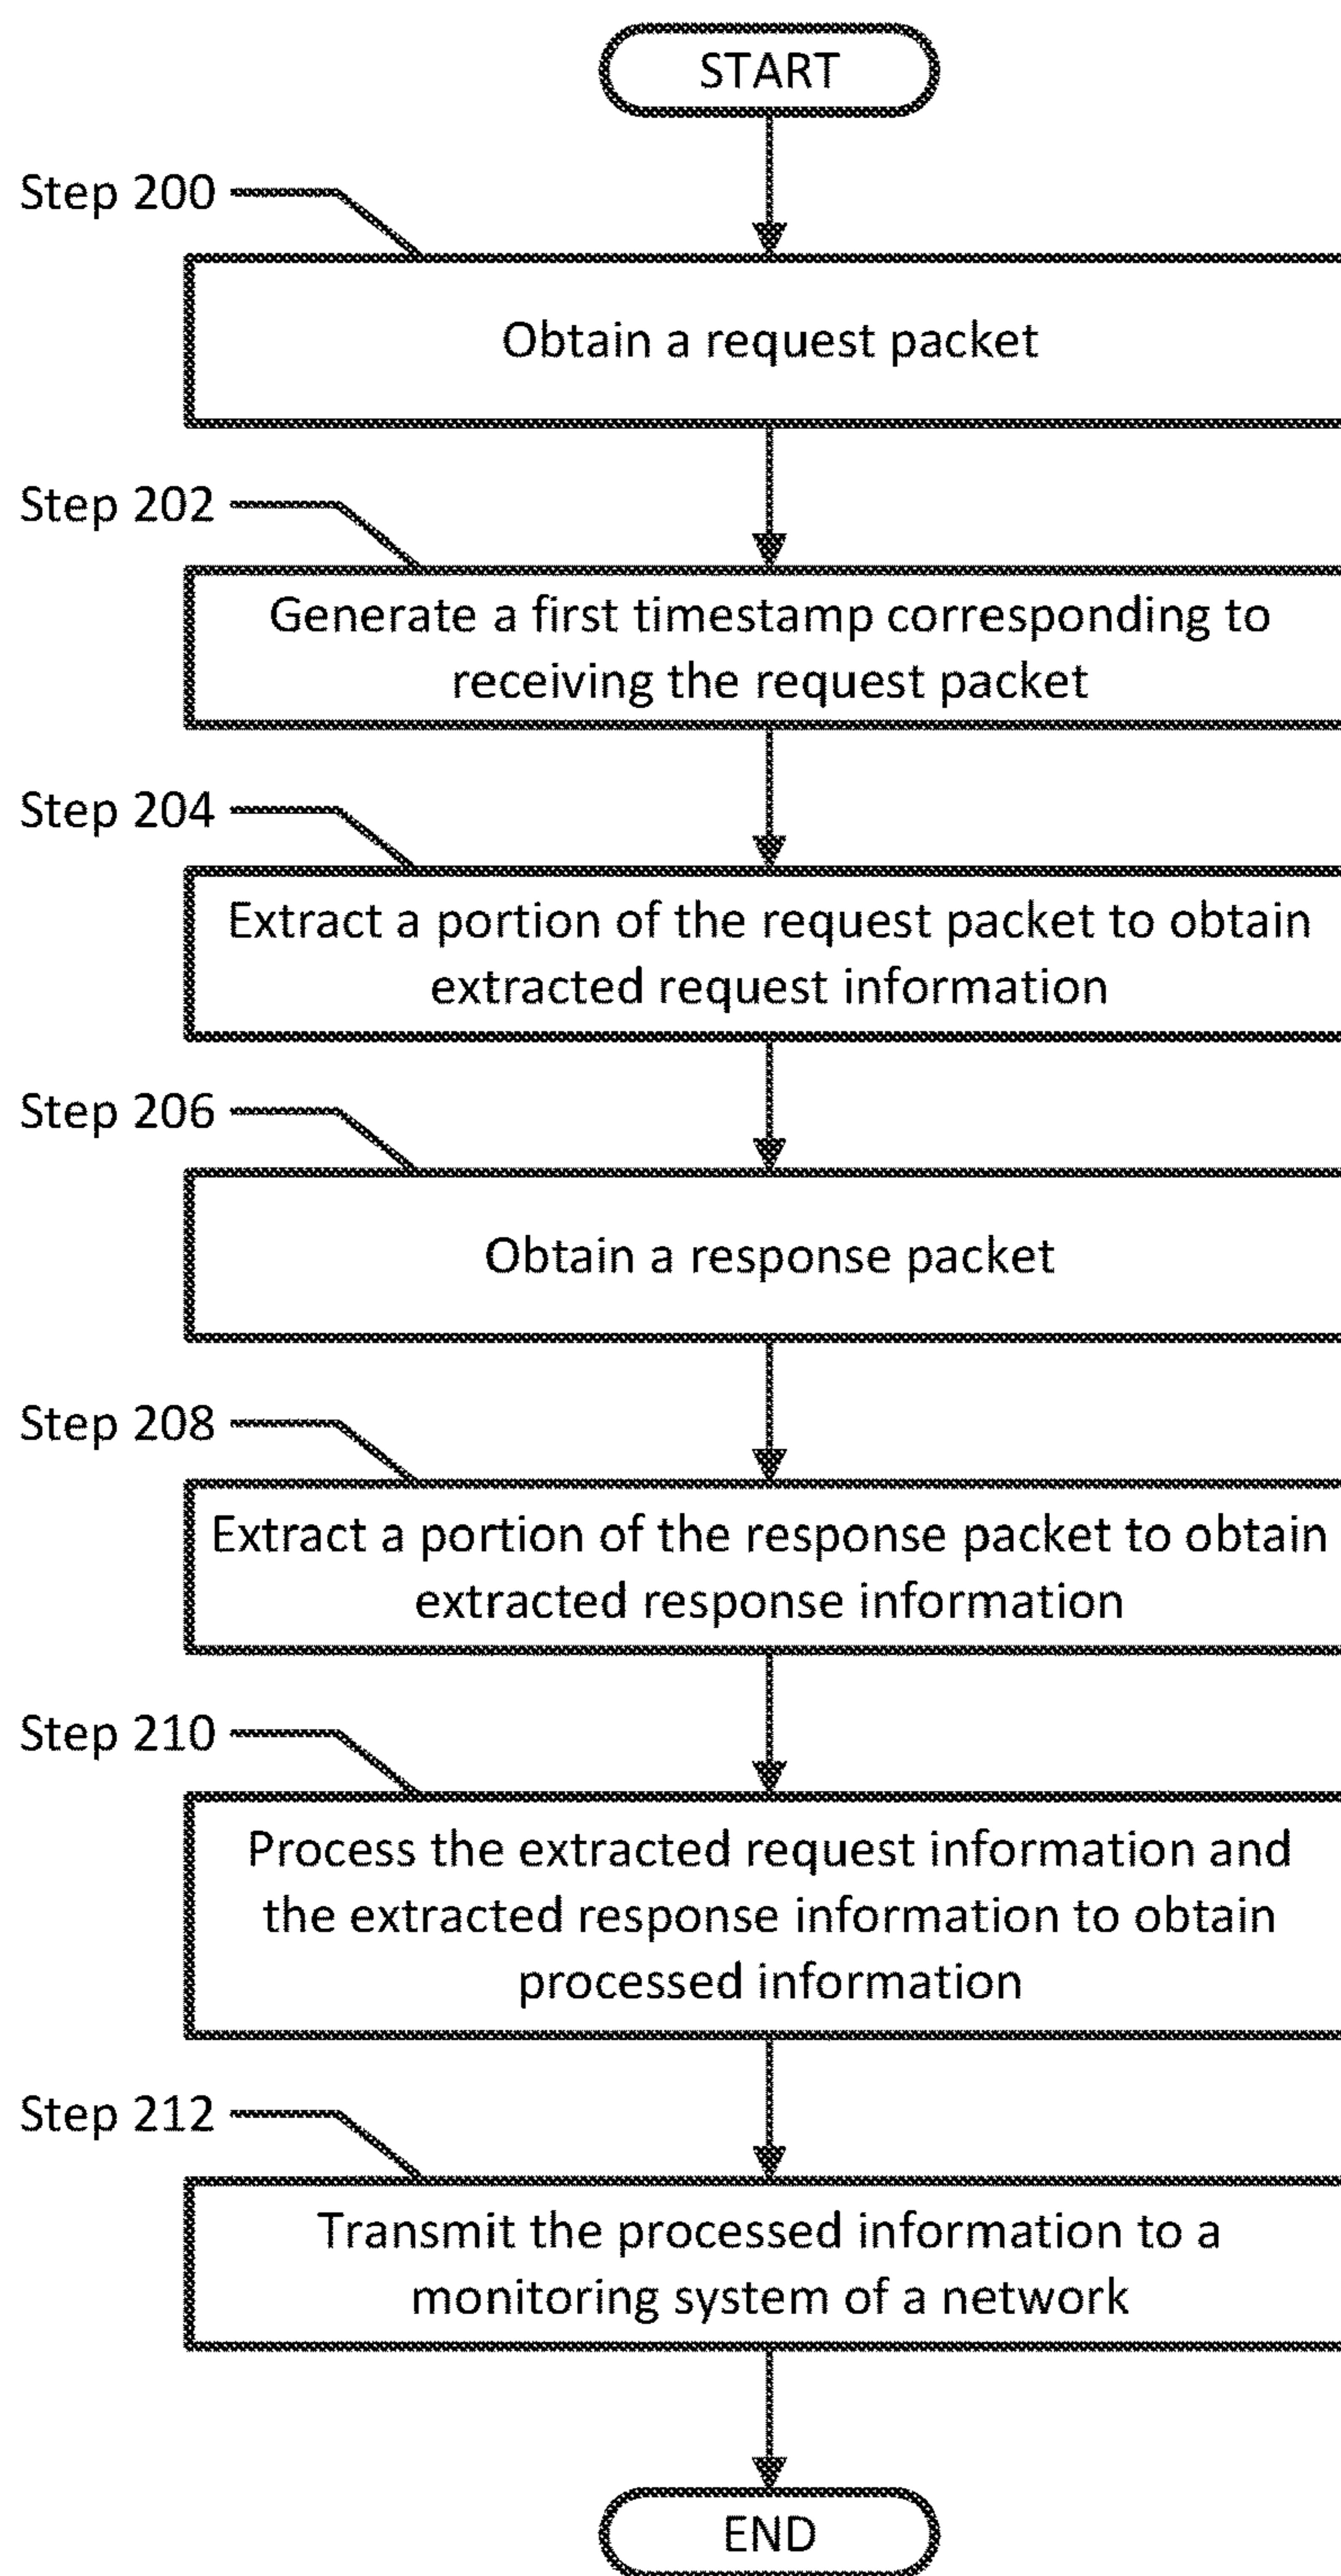 START
Step 200
Obtain a request packet
Step 202
Generate a first timestamp corresponding to
receiving the request packet
Step 204
Extract a portion of the request packet to obtain
extracted request information
Step 206
Obtain a response packet
Step 208
Extract a portion of the response packet to obtain
extracted response information
Step 210
Process the extracted request information and
the extracted response information to obtain
processed information
Step 212
Transmit the processed information to a
monitoring system of a network
END